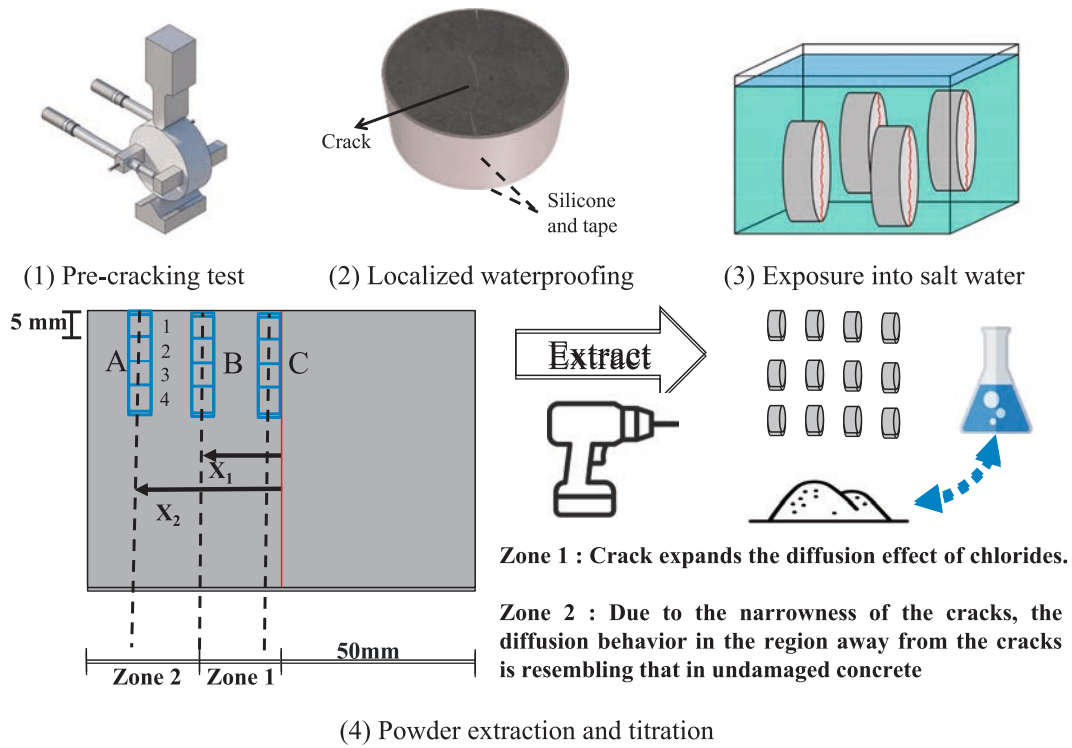 Crack
Silicone
and tape
(1) Pre-cracking test
(2) Localized waterproofing
(3) Exposure into salt water
5 mm
A
1
2
3
4
B
C
X1
X2
Extract
Zone 1 : Crack expands the diffusion effect of chlorides.
Zone 2 : Due to the narrowness of the cracks, the
diffusion behavior in the region away from the cracks
is resembling that in undamaged concrete
50mm
Zone 2
Zone 1
(4) Powder extraction and titration